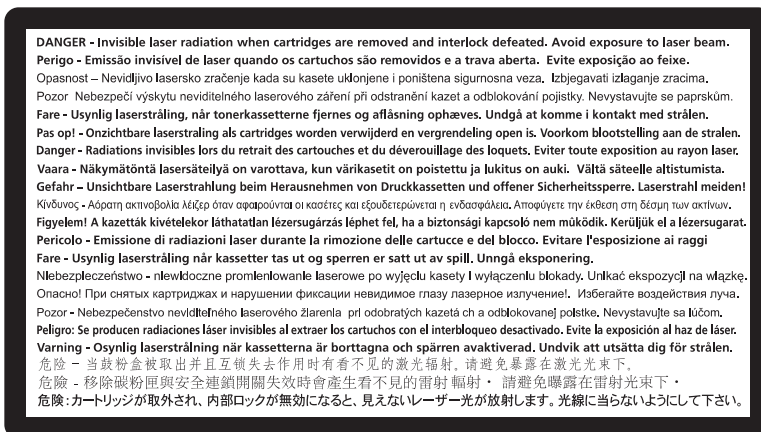 DANGER - Invisible laser radiation when cartridges are removed and interlock defeated. Avoid exposure to laser beam.
Perigo - Emissão invisível de laser quando os cartuchos são removidos e a trava aberta. Evite exposição ao feixe.
Opasnost – Nevidljivo lasersko zračenje kada su kasete uklonjene i poništena sigurnosna veza. Izbjegavati izlaganje zracima.
Pozor Nebezpečí výskytu neviditelného laserového záření při odstranění kazet a odblokování pojistky. Nevystavujte se paprskům.
Fare - Usynlig laserstråling, når tonerkassetterne fjernes og aflåsning ophæves. Undgå at komme i kontakt med strålen.
Pas op! - Onzichtbare laserstraling als cartridges worden verwijderd en vergrendeling open is. Voorkom blootstelling aan de stralen.
Danger - Radiations invisibles lors du retrait des cartouches et du déverouillage des loquets. Eviter toute exposition au rayon laser.
Vaara - Näkymätöntä lasersäteilyä on varottava, kun värikasetit on poistettu ja lukitus on auki. Vältä säteelle altistumista.
Gefahr - Unsichtbare Laserstrahlung beim Herausnehmen von Druckkassetten und offener Sicherheitssperre. Laserstrahl meiden!
Κίνδυνος - Αόρατη ακτινοβολία λέιζερ όταν αφαιρούνται οι κασέτες και εξουδετερώνεται η ενδασφάλεια. Αποφύγετε την έκθεση στη δέσμη των ακτίνων.
Figyelem! A kazetták kivételekor láthatatlan lézersugárzás léphet fel, ha a biztonsági kapcsoló nem mûködik. Kerüljük el a lézersugarat.
Pericolo - Emissione di radiazioni laser durante la rimozione delle cartucce e del blocco. Evitare l'esposizione ai raggi
Fare - Usynlig laserstråling når kassetter tas ut og sperren er satt ut av spill. Unngå eksponering.
Niebezpieczeństwo - niewidoczne promieniowanie laserowe po wyjęciu kasety i wyłączeniu blokady. Unikać ekspozycji na wiązkę.
Опасно! При снятых картриджах и нарушении фиксации невидимое глазу лазерное излучение!. Избегайте воздействия луча.
Pozor - Nebezpečenstvo neviditeľného laserového žiarenia pri odobratých kazetá ch a odblokovanej poistke. Nevystavujte sa lúčom.
Peligro: Se producen radiaciones láser invisibles al extraer los cartuchos con el interbloqueo desactivado. Evite la exposición al haz de láser.
Varning - Osynlig laserstrålning när kassetterna är borttagna och spärren avaktiverad. Undvik att utsätta dig för strålen.
危险 - 当鼓粉盒被取出并且互锁失去作用时有看不见的激光辐射, 请避免暴露在激光光束下.
危險 - 移除碳粉匣與安全連鎖開關失效時會產生看不見的雷射 輻射・ 請避免曝露在雷射光束下・
危険：カートリッジが取外され、内部ロックが無効になると、見えないレーザー光が放射します。光線に当らないようにして下さい。